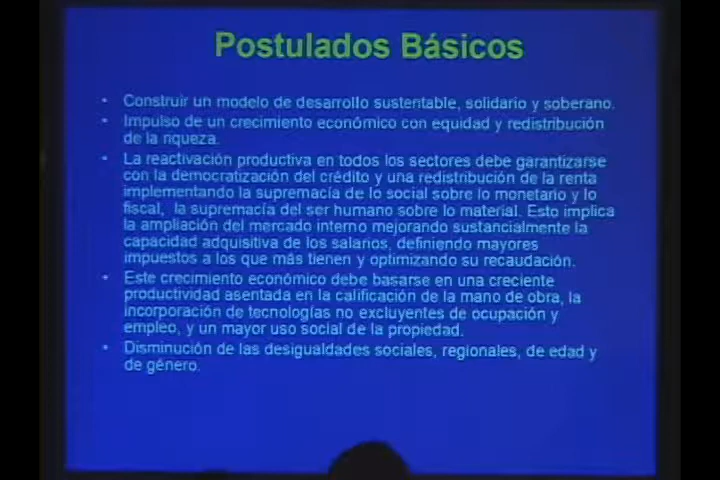 Postulados Básicos
• Construir un modelo de desarrollo sustentable, solidario y soberano.
• Impulso de un crecimiento económico con equidad y redistribución
de la riqueza.
• La reactivación productiva en todos los sectores debe garantizarse
con la democratización del crédito y una redistribución de la renta
implementando la supremacía de lo social sobre lo monetario y lo
fiscal, la supremacía del ser humano sobre lo material. Esto implica
la ampliación del mercado interno mejorando sustancialmente la
capacidad adquisitiva de los salarios, definiendo mayores
impuestos a los que más tienen y optimizando su recaudación.
• Este crecimiento económico debe basarse en una creciente
productividad asentada en la calificación de la mano de obra, la
incorporación de tecnologías no excluyentes de ocupación y
empleo, y un mayor uso social de la propiedad.
• Disminución de las desigualdades sociales, regionales, de edad y
de género.